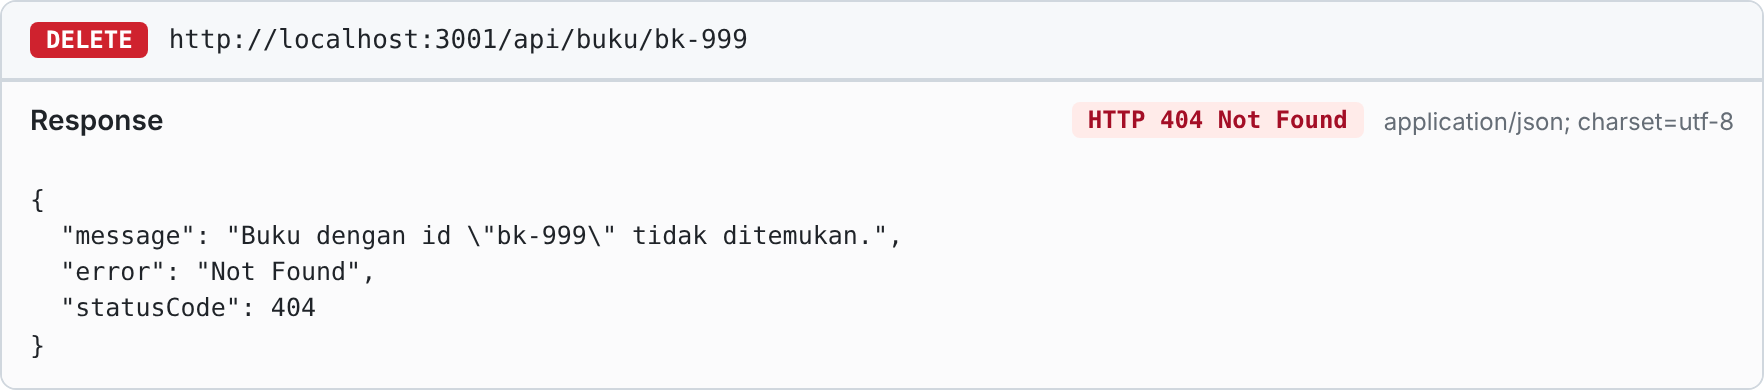 DELETE http://localhost:3001/api/buku/bk-999
Response HTTP 404 Not Found application/json; charset=utf-8
{
  "message": "Buku dengan id \"bk-999\" tidak ditemukan.",
  "error": "Not Found",
  "statusCode": 404
}